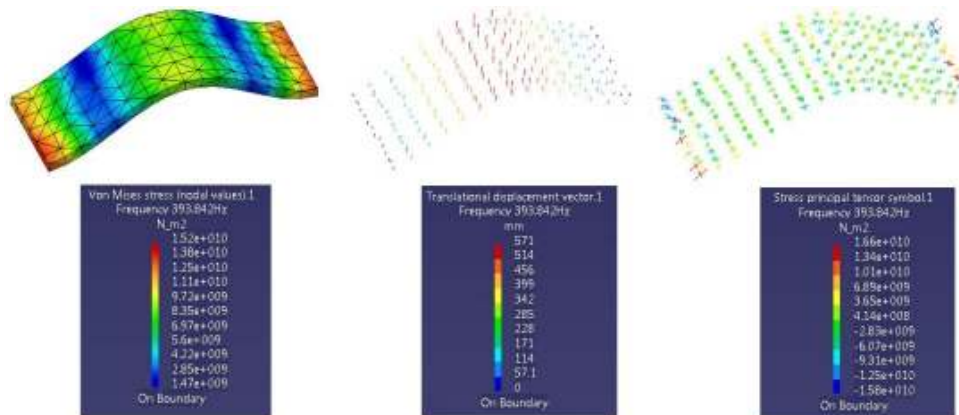 Von Mises stress (nodal values).1
Frequency 393.842Hz
N_m2
1.52e+010
1.38e+010
1.25e+010
1.11e+010
9.72e+009
8.35e+009
6.97e+009
5.6e+009
4.22e+009
2.85e+009
1.47e+009
On Boundary
Translational displacement vector.1
Frequency 393.842Hz
mm
571
514
456
399
342
285
228
171
114
57.1
0
On Boundary
Stress principal tensor symbol.1
Frequency 393.842Hz
N_m2
1.66e+010
1.34e+010
1.01e+010
6.89e+009
3.65e+009
4.14e+008
-2.83e+009
-6.07e+009
-9.31e+009
-1.25e+010
-1.58e+010
On Boundary